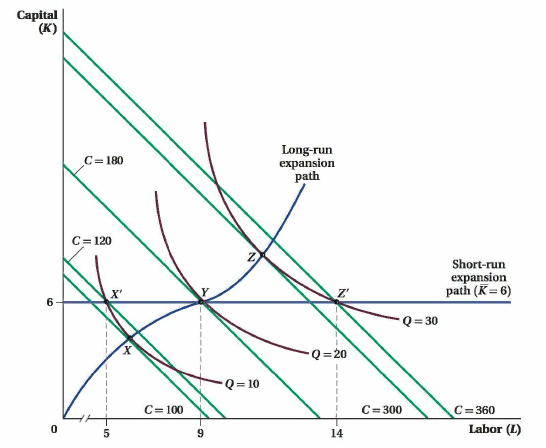 Capital
(K)
C = 180
Long-run
expansion
path
C = 120
Z
Short-run
expansion
path (K̅ = 6)
X′
Y
Z′
6
Q = 30
X
Q = 20
Q = 10
C = 100
C = 300
C = 360
0
5
9
14
Labor (L)